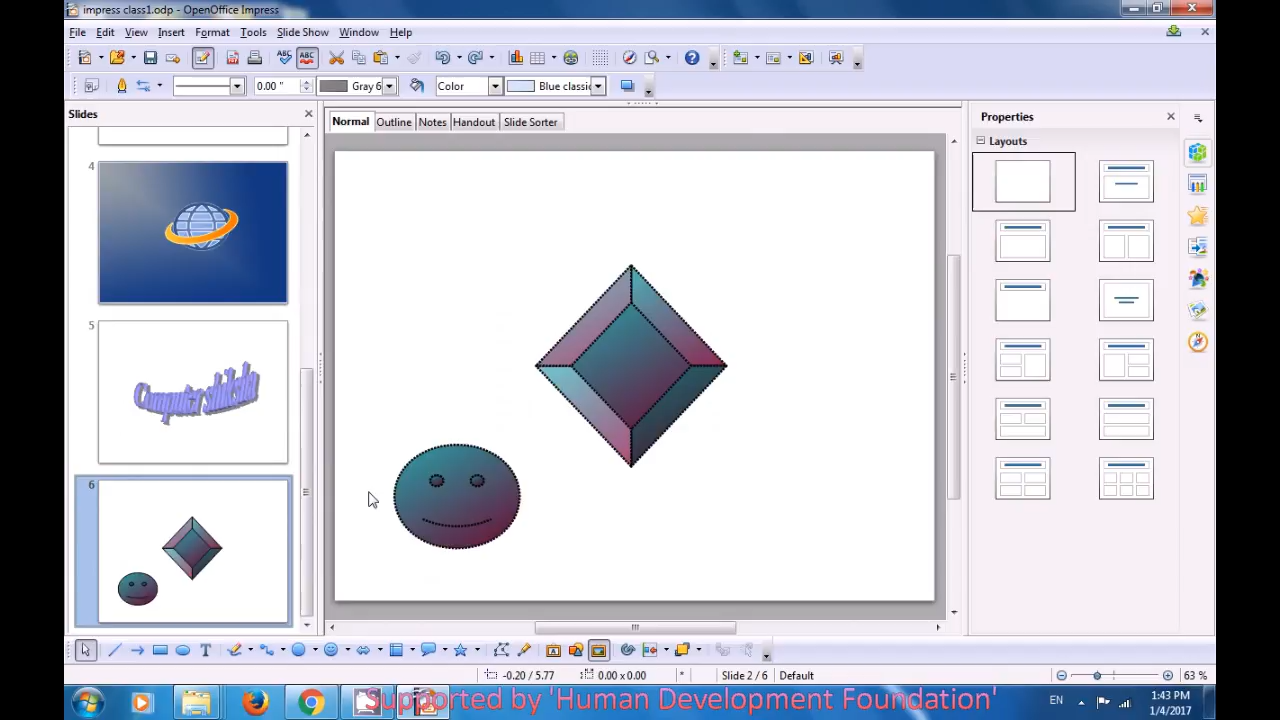 impress class1.odp - OpenOffice Impress
File Edit View Insert Format Tools Slide Show Window Help
0.00 " Gray 6 Color Blue classic
Slides
Normal Outline Notes Handout Slide Sorter
Properties
Layouts
4
5
Computer shiksha
6
-0.20 / 5.77 0.00 x 0.00 * Slide 2 / 6 Default 63 %
Supported by 'Human Development Foundation'
EN 1:43 PM
1/4/2017